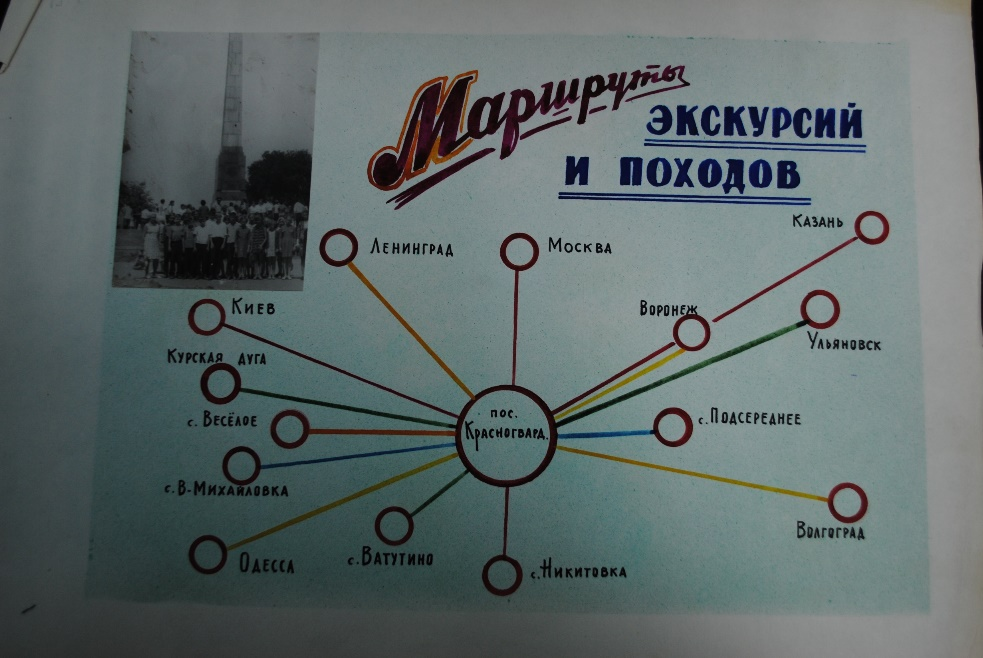 Маршруты
ЭКСКУРСИЙ
И ПОХОДОВ
КАЗАНЬ
ЛЕНИНГРАД
МОСКВА
КИЕВ
ВОРОНЕЖ
УЛЬЯНОВСК
КУРСКАЯ ДУГА
с. ВЕСЁЛОЕ
пос.
КРАСНОГВАРД.
с. ПОДСЕРЕДНЕЕ
с. В-МИХАЙЛОВКА
ВОЛГОГРАД
ОДЕССА
с. ВАТУТИНО
с. НИКИТОВКА